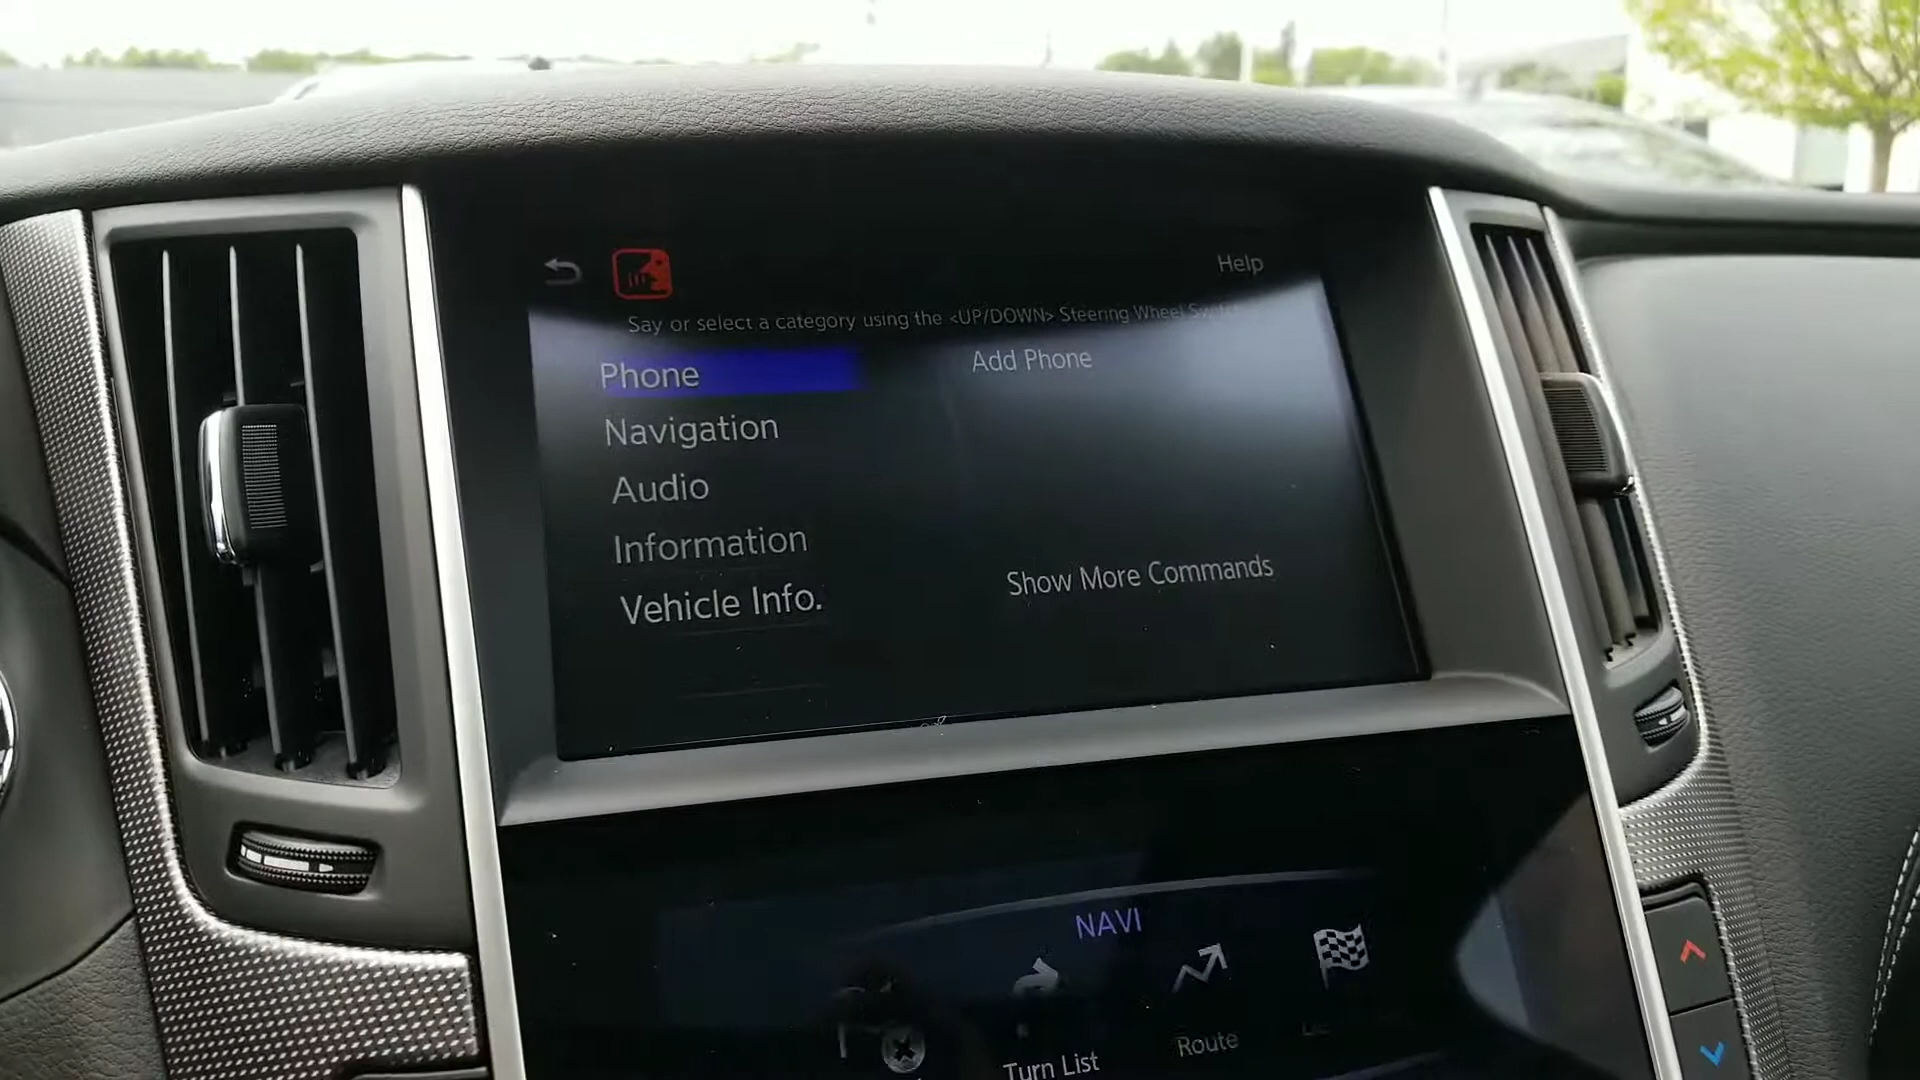 Help
Say or select a category using the <UP/DOWN> Steering Wheel
Phone
Add Phone
Navigation
Audio
Information
Show More Commands
Vehicle Info.
NAVI
Turn List
Route